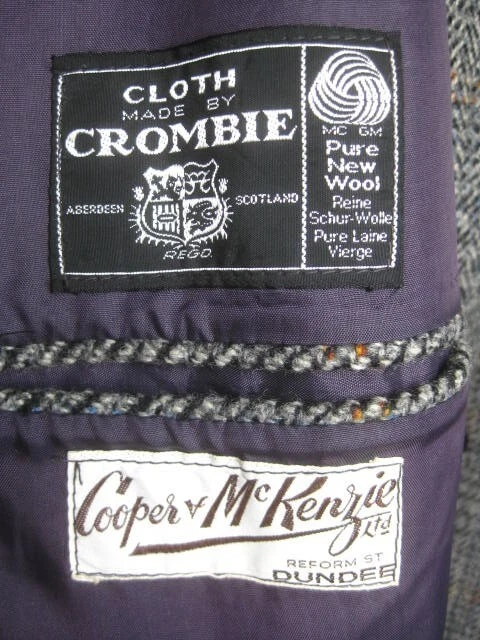 CLOTH
MADE BY
CROMBIE
ABERDEEN
SCOTLAND
REGD.
MC GM
Pure
New
Wool
Reine
Schur-Wolle
Pure Laine
Vierge
Cooper & McKenzie
Ltd
REFORM ST
DUNDEE